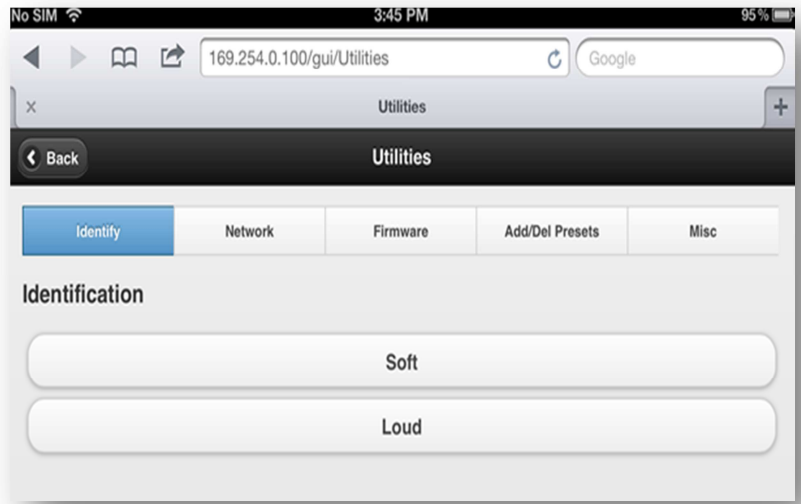 No SIM 3:45 PM 95%
169.254.0.100/gui/Utilities Google
Utilities
Back Utilities
Identify Network Firmware Add/Del Presets Misc
Identification
Soft
Loud